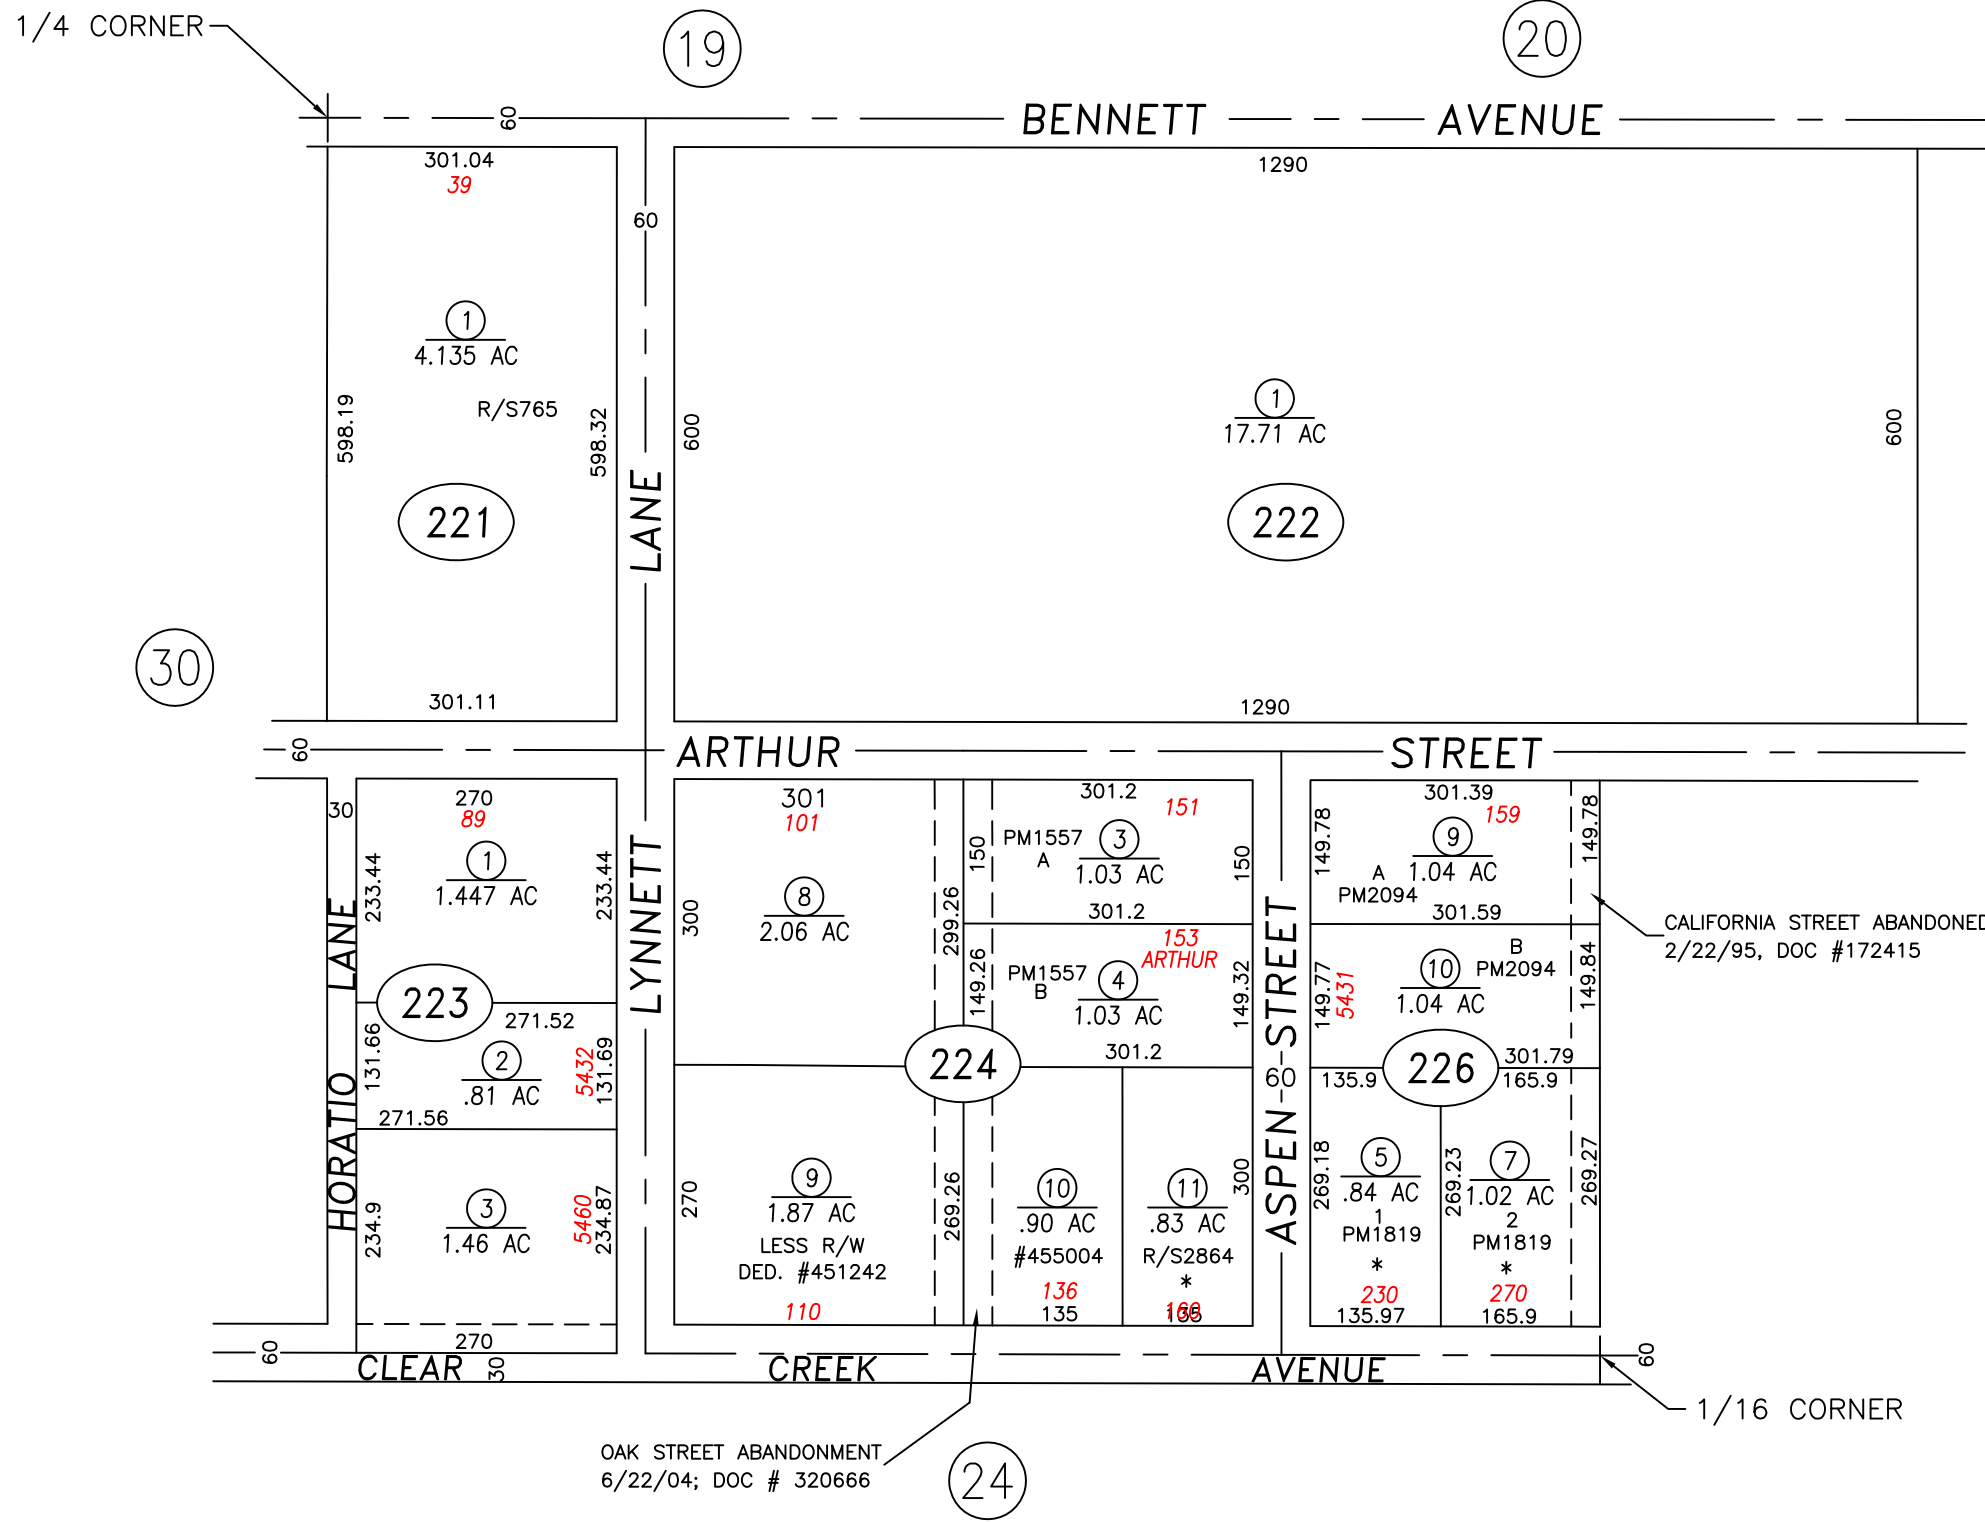 1/4 CORNER
19
20
60
BENNETT AVENUE
301.04
39
60
1290
1
4.135 AC
R/S765
598.19
598.32
221
LANE
600
1
17.71 AC
222
600
30
301.11
1290
60
ARTHUR STREET
30
270
89
1
1.447 AC
233.44
233.44
HORATIO LANE
223
271.52
131.66
2
.81 AC
5432
131.69
271.56
3
1.46 AC
234.9
5460
234.87
270
LYNNETT
301
101
8
2.06 AC
300
299.26
9
1.87 AC
LESS R/W
DED. #451242
110
270
269.26
224
301.2
151
PM1557
A
3
1.03 AC
150
150
301.2
153
ARTHUR
PM1557
B
4
1.03 AC
149.26
149.32
301.2
10
.90 AC
#455004
136
135
11
.83 AC
R/S2864
*
135
300
ASPEN 60 STREET
301.39
159
9
1.04 AC
A
PM2094
149.78
149.78
301.59
B
PM2094
10
1.04 AC
149.77
5431
149.84
226
301.79
135.9
165.9
5
.84 AC
1
PM1819
*
230
135.97
269.18
269.23
7
1.02 AC
2
PM1819
*
270
165.9
269.27
CALIFORNIA STREET ABANDONED
2/22/95, DOC #172415
60
CLEAR CREEK AVENUE
30
60
1/16 CORNER
OAK STREET ABANDONMENT
6/22/04; DOC # 320666
24